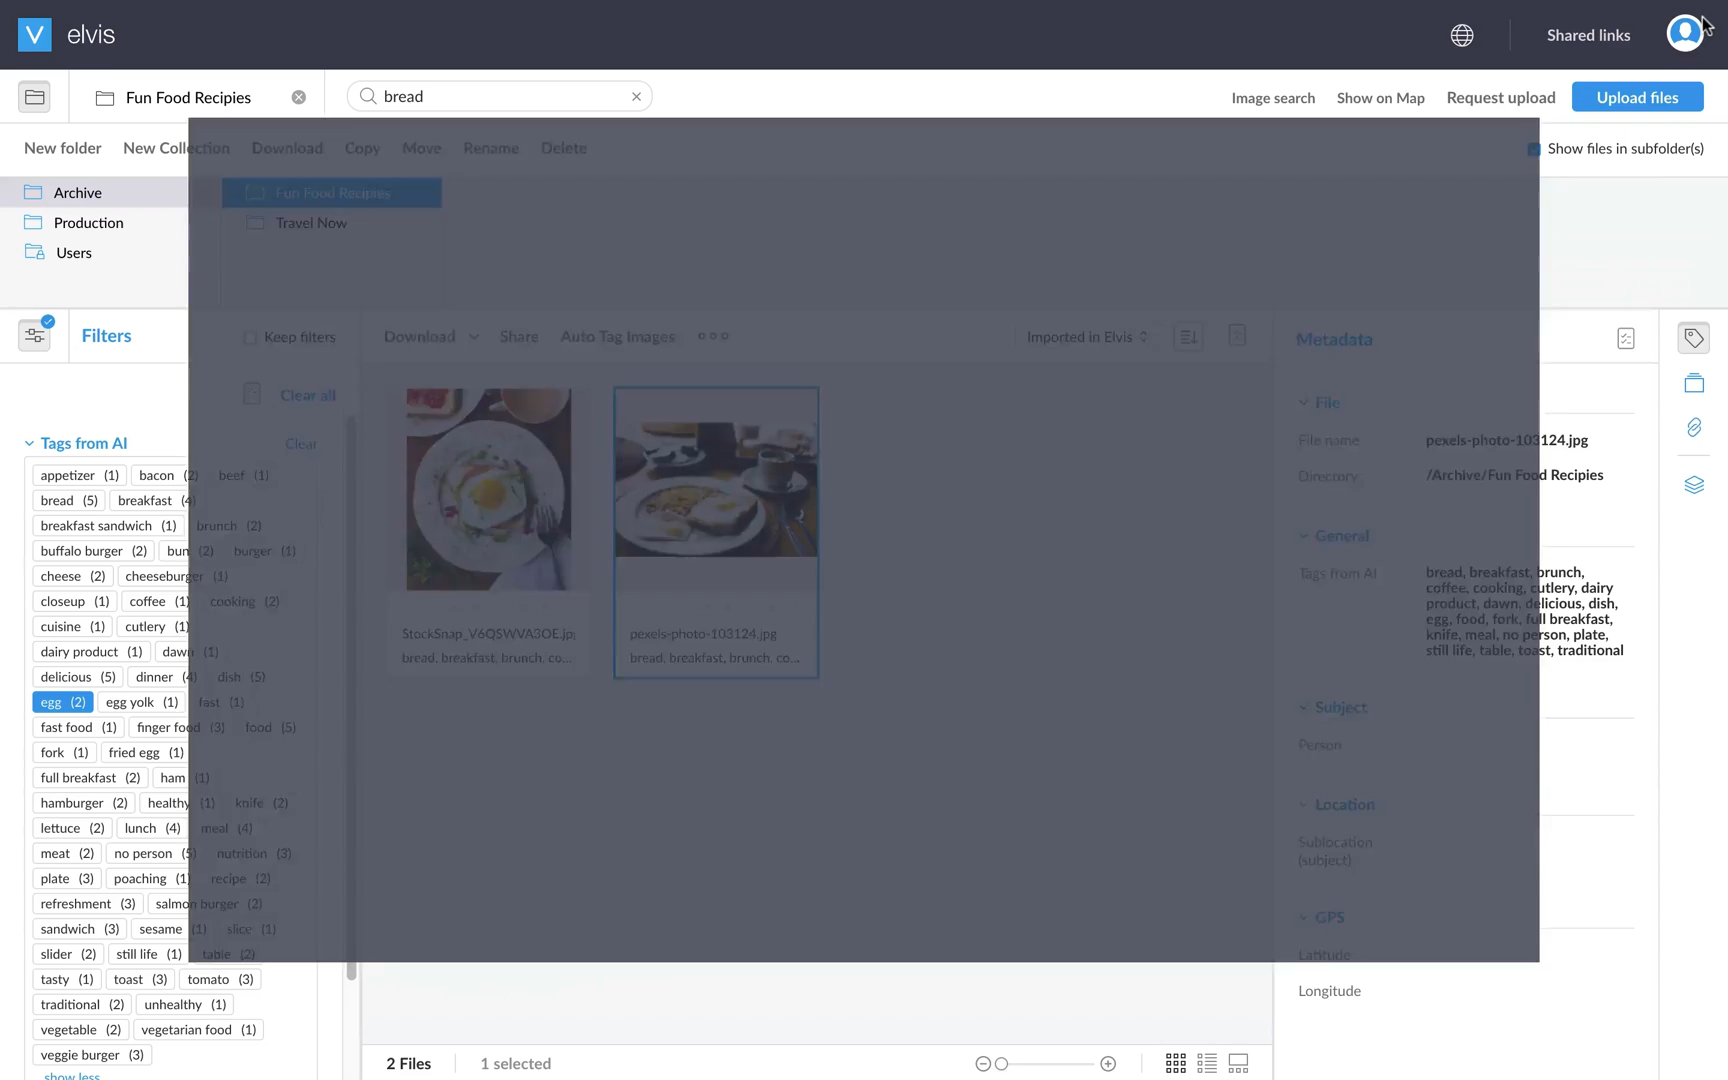 elvis
Shared links
Fun Food Recipies
bread
Image search Show on Map Request upload Upload files
New folder New Collection Download Copy Move Rename Delete
Show files in subfolder(s)
Archive
Fun Food Recipies
Production
Travel Now
Users
Filters
Keep filters
Download Share Auto Tag Images
Imported in Elvis
Metadata
Clear all
File
Tags from AI
Clear
File name pexels-photo-103124.jpg
appetizer (1) bacon (2) beef (1)
Directory /Archive/Fun Food Recipies
bread (5) breakfast (4)
breakfast sandwich (1) brunch (2)
General
buffalo burger (2) bun (2) burger (1)
Tags from AI bread, breakfast, brunch,
cheese (2) cheeseburger (1)
coffee, cooking, cutlery, dairy
closeup (1) coffee (1) cooking (2)
product, dawn, delicious, dish,
cuisine (1) cutlery (1)
egg, food, fork, full breakfast,
StockSnap_V6QSWVA3OE.jp
pexels-photo-103124.jpg
knife, meal, no person, plate,
dairy product (1) dawn (1)
bread, breakfast, brunch, co...
bread, breakfast, brunch, co...
still life, table, toast, traditional
delicious (5) dinner (4) dish (5)
egg (2) egg yolk (1) fast (1)
Subject
fast food (1) finger food (3) food (5)
Person
fork (1) fried egg (1)
full breakfast (2) ham (1)
hamburger (2) healthy (1) knife (2)
Location
lettuce (2) lunch (4) meal (4)
Sublocation
(subject)
meat (2) no person (5) nutrition (3)
plate (3) poaching (1) recipe (2)
refreshment (3) salmon burger (2)
GPS
sandwich (3) sesame (1) slice (1)
slider (2) still life (1) table (2)
Latitude
tasty (1) toast (3) tomato (3)
Longitude
traditional (2) unhealthy (1)
vegetable (2) vegetarian food (1)
veggie burger (3)
show less
2 Files 1 selected